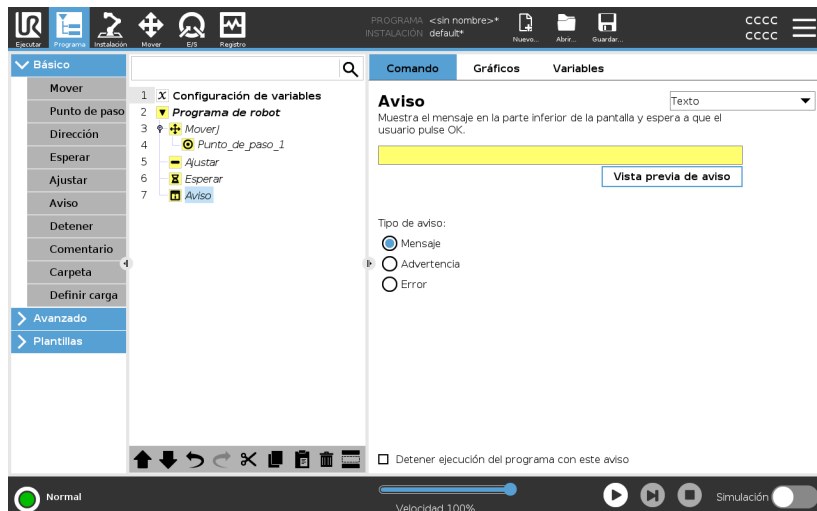 UR
PROGRAMA <sin nombre>*
INSTALACIÓN default*
cccc
cccc
Ejecutar Programa Instalación Mover E/S Registro Nuevo... Abrir... Guardar...
Básico
Mover
Punto de paso
Dirección
Esperar
Ajustar
Aviso
Detener
Comentario
Carpeta
Definir carga
Avanzado
Plantillas
1 X Configuración de variables
2 Programa de robot
3 MoverJ
4 Punto_de_paso_1
5 Ajustar
6 Esperar
7 Aviso
Comando Gráficos Variables
Aviso
Texto
Muestra el mensaje en la parte inferior de la pantalla y espera a que el
usuario pulse OK.
Vista previa de aviso
Tipo de aviso:
Mensaje
Advertencia
Error
Detener ejecución del programa con este aviso
Normal
Velocidad 100%
Simulación